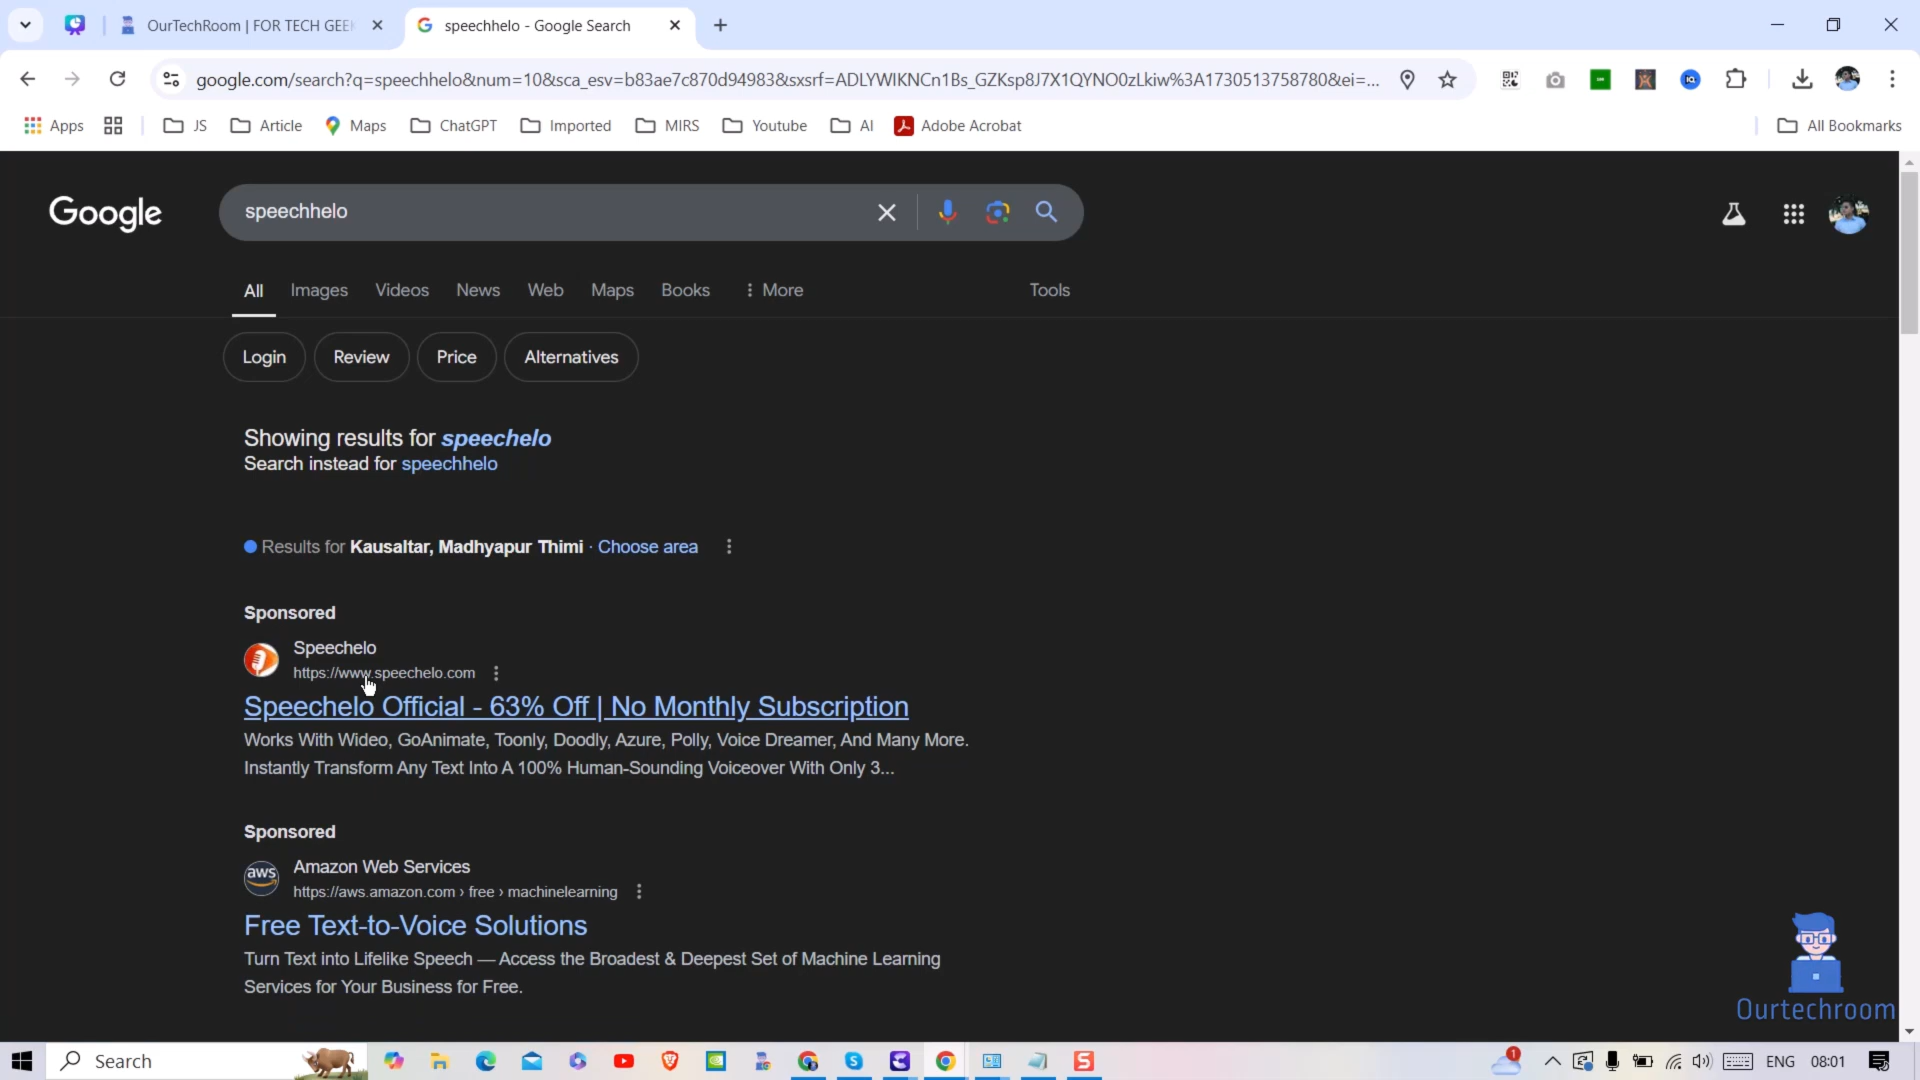 OurTechRoom | FOR TECH GEEK
speechhelo - Google Search
google.com/search?q=speechhelo&num=10&sca_esv=b83ae7c870d94983&sxsrf=ADLYWIKNCn1Bs_GZKsp8J7X1QYNO0zLkiw%3A1730513758780&ei=...
Apps
JS
Article
Maps
ChatGPT
Imported
MIRS
Youtube
AI
Adobe Acrobat
All Bookmarks
Google
speechhelo
All
Images
Videos
News
Web
Maps
Books
More
Tools
Login
Review
Price
Alternatives
Showing results for speechelo
Search instead for speechhelo
Results for Kausaltar, Madhyapur Thimi · Choose area
Sponsored
Speechelo
https://www.speechelo.com
Speechelo Official - 63% Off | No Monthly Subscription
Works With Wideo, GoAnimate, Toonly, Doodly, Azure, Polly, Voice Dreamer, And Many More.
Instantly Transform Any Text Into A 100% Human-Sounding Voiceover With Only 3...
Sponsored
aws
Amazon Web Services
https://aws.amazon.com › free › machinelearning
Free Text-to-Voice Solutions
Turn Text into Lifelike Speech — Access the Broadest & Deepest Set of Machine Learning
Services for Your Business for Free.
Ourtechroom
Search
1
ENG
08:01